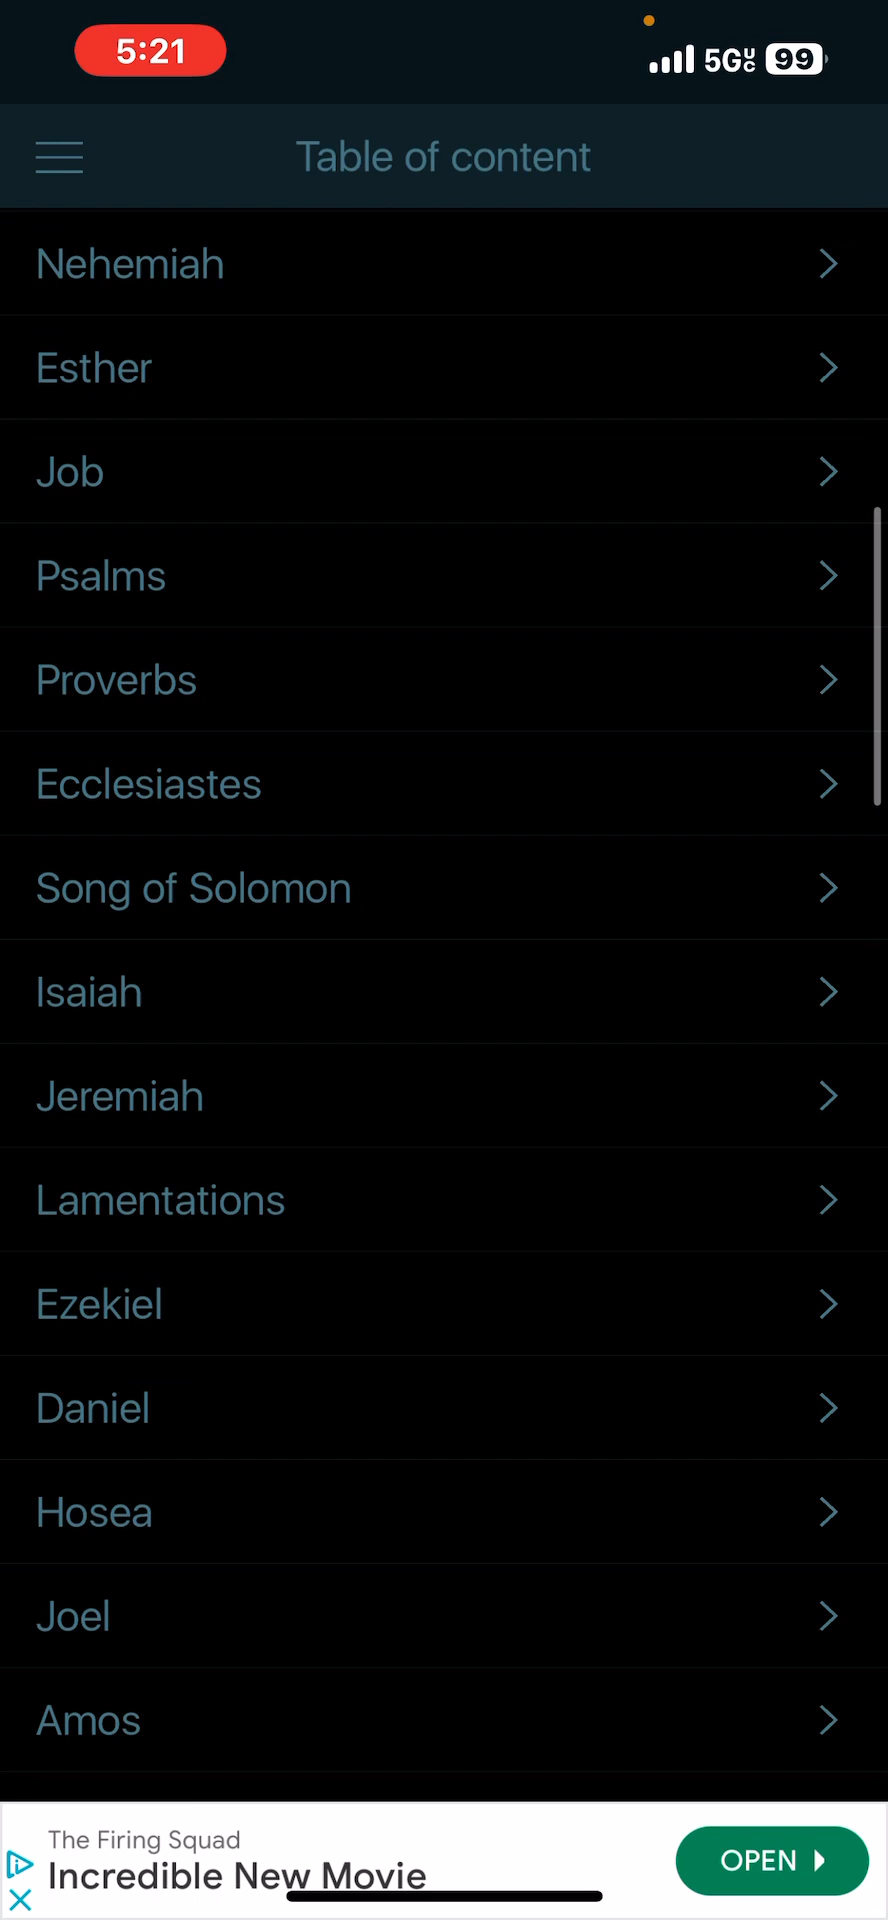 5:21
5G UC 99
Table of content
Nehemiah
Esther
Job
Psalms
Proverbs
Ecclesiastes
Song of Solomon
Isaiah
Jeremiah
Lamentations
Ezekiel
Daniel
Hosea
Joel
Amos
The Firing Squad
Incredible New Movie
OPEN